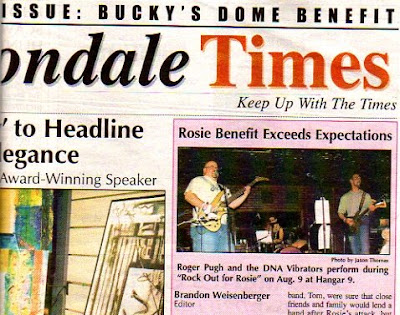 ISSUE: BUCKY'S DOME BENEFIT
ondale Times
Keep Up With The Times
' to Headline
legance
Award-Winning Speaker
Rosie Benefit Exceeds Expectations
Photo by Jason Thomas
Roger Pugh and the DNA Vibrators perform during
"Rock Out for Rosie" on Aug. 9 at Hangar 9.
Brandon Weisenberger
Editor
band, Tom, were sure that close
friends and family would lend a
hand after Rosie's attack, but